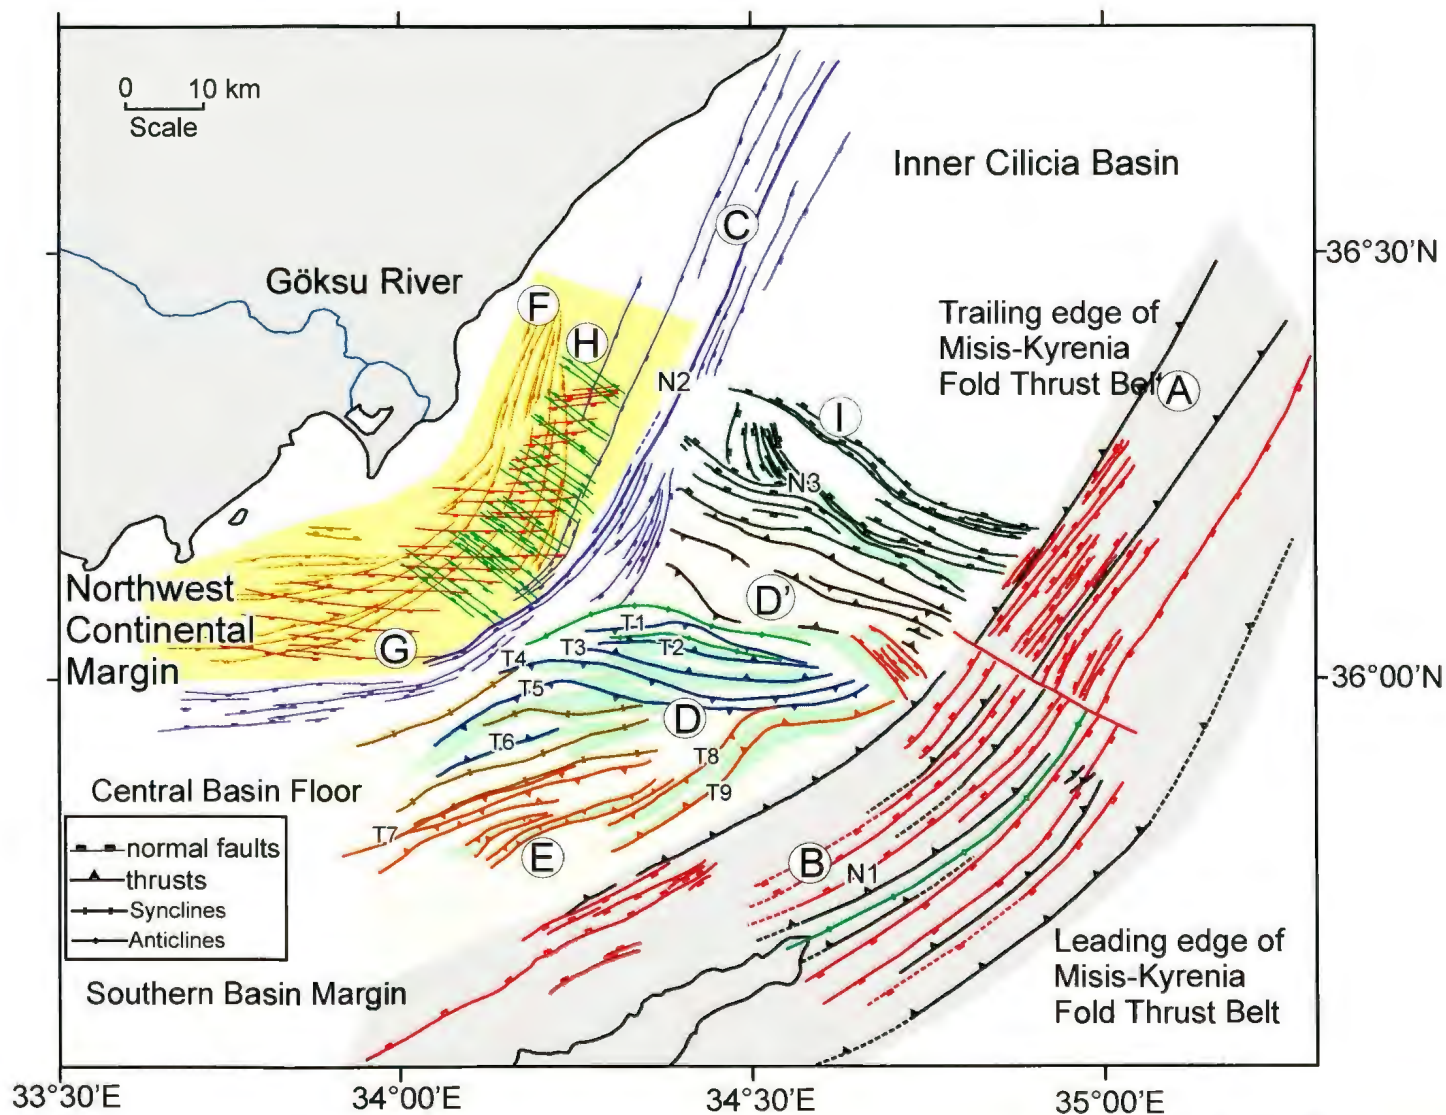 0 10 km
Scale
Inner Cilicia Basin
C
36°30'N
Göksu River
F
H
Trailing edge of
Misis-Kyrenia
Fold Thrust Belt
A
N2
I
N3
Northwest
Continental
Margin
G
D'
T1
T2
T3
T4
T5
36°00'N
D
T6
T8
T9
Central Basin Floor
T7
E
B
N1
normal faults
thrusts
Synclines
Anticlines
Southern Basin Margin
Leading edge of
Misis-Kyrenia
Fold Thrust Belt
33°30'E
34°00'E
34°30'E
35°00'E